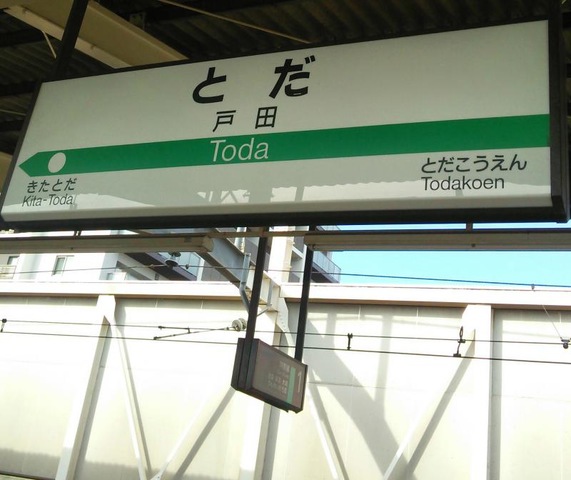 とだ
戸田
Toda
きたとだ
Kita-Toda
とだこうえん
Todakoen